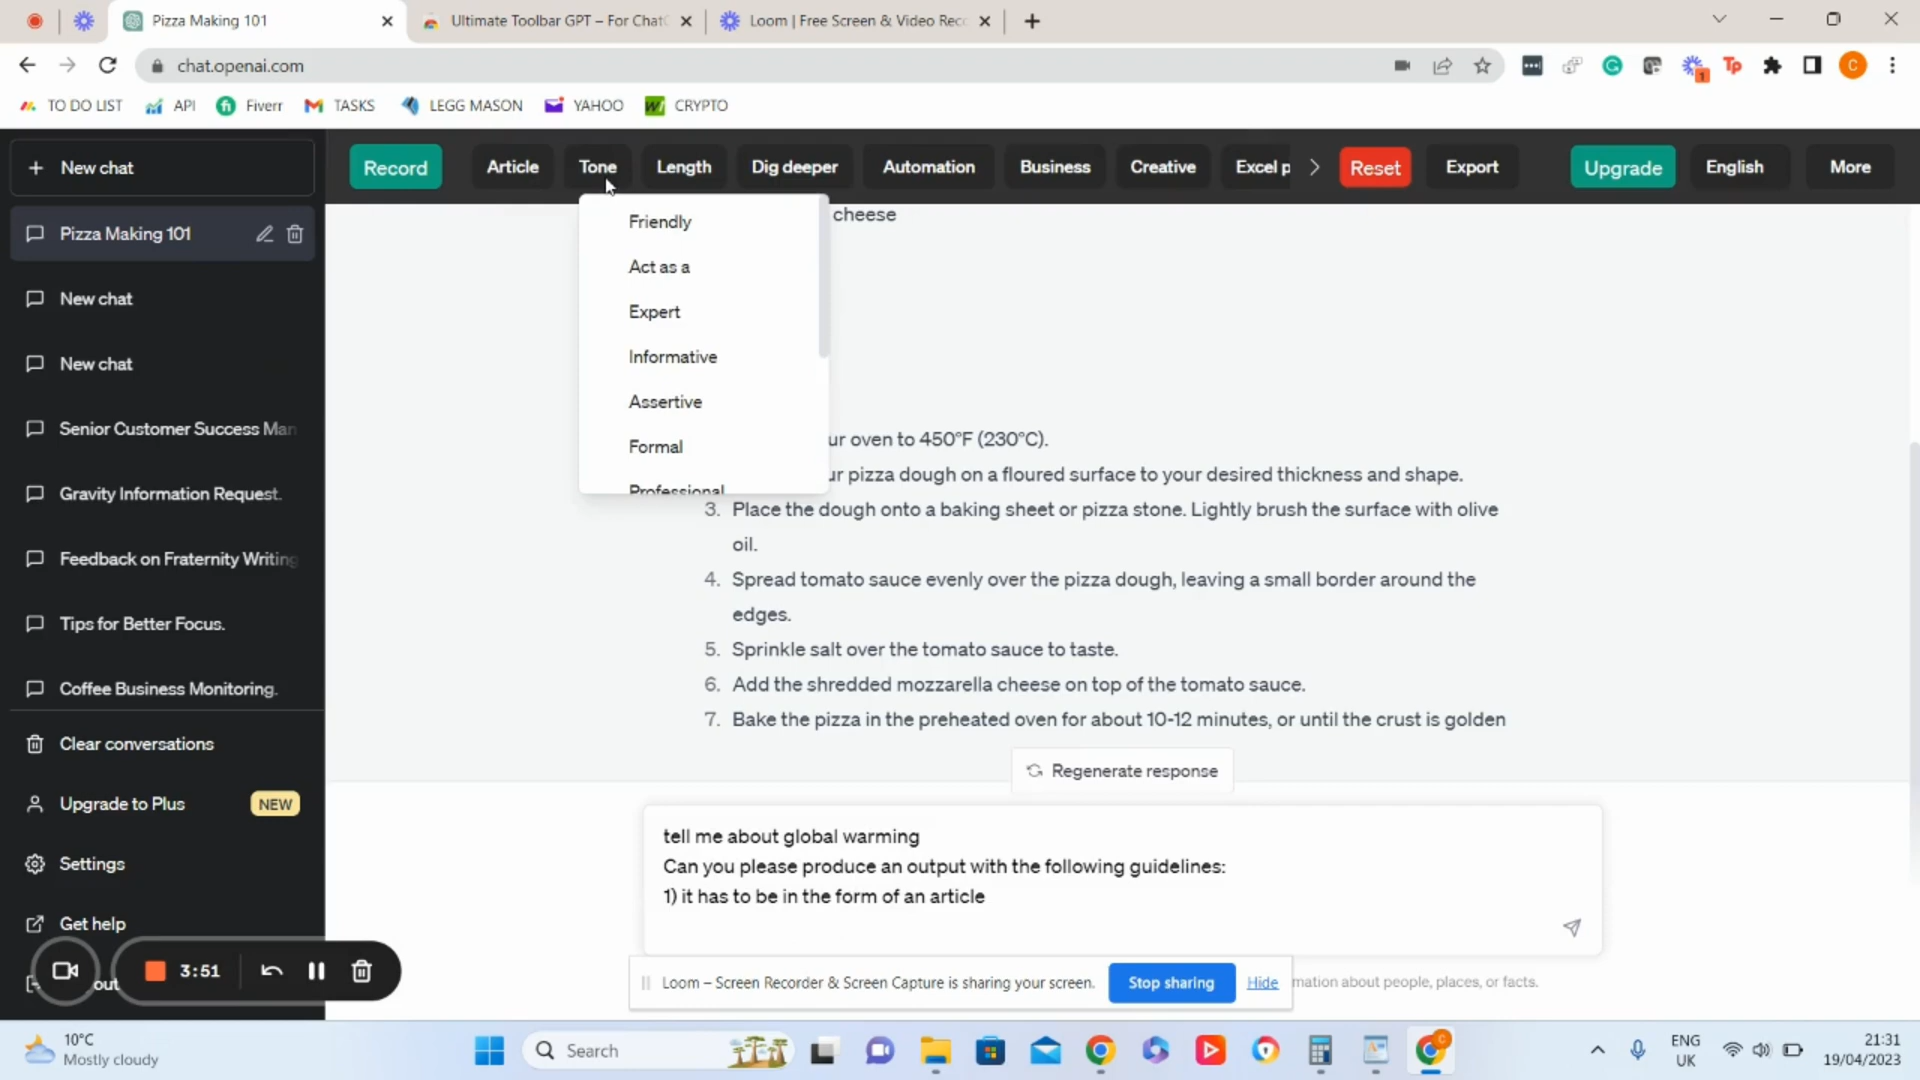 Pizza Making 101
Ultimate Toolbar GPT – For Chat
Loom | Free Screen & Video Rec
chat.openai.com
C
1
Tp
TO DO LIST
API
Fiverr
TASKS
LEGG MASON
YAHOO
CRYPTO
New chat
Record
Article
Tone
Length
Dig deeper
Automation
Business
Creative
Excel p
Reset
Export
Upgrade
English
More
Pizza Making 101
New chat
New chat
Senior Customer Success Man
Gravity Information Request.
Feedback on Fraternity Writing
Tips for Better Focus.
Coffee Business Monitoring.
Clear conversations
Upgrade to Plus
NEW
Settings
Get help
out
3:51
Friendly
Act as a
Expert
Informative
Assertive
Formal
Professional
cheese
ur oven to 450°F (230°C).
ur pizza dough on a floured surface to your desired thickness and shape.
3. Place the dough onto a baking sheet or pizza stone. Lightly brush the surface with olive
oil.
4. Spread tomato sauce evenly over the pizza dough, leaving a small border around the
edges.
5. Sprinkle salt over the tomato sauce to taste.
6. Add the shredded mozzarella cheese on top of the tomato sauce.
7. Bake the pizza in the preheated oven for about 10-12 minutes, or until the crust is golden
Regenerate response
tell me about global warming
Can you please produce an output with the following guidelines:
1) it has to be in the form of an article
Loom – Screen Recorder & Screen Capture is sharing your screen.
Stop sharing
Hide
mation about people, places, or facts.
10°C
Mostly cloudy
Search
ENG
UK
21:31
19/04/2023